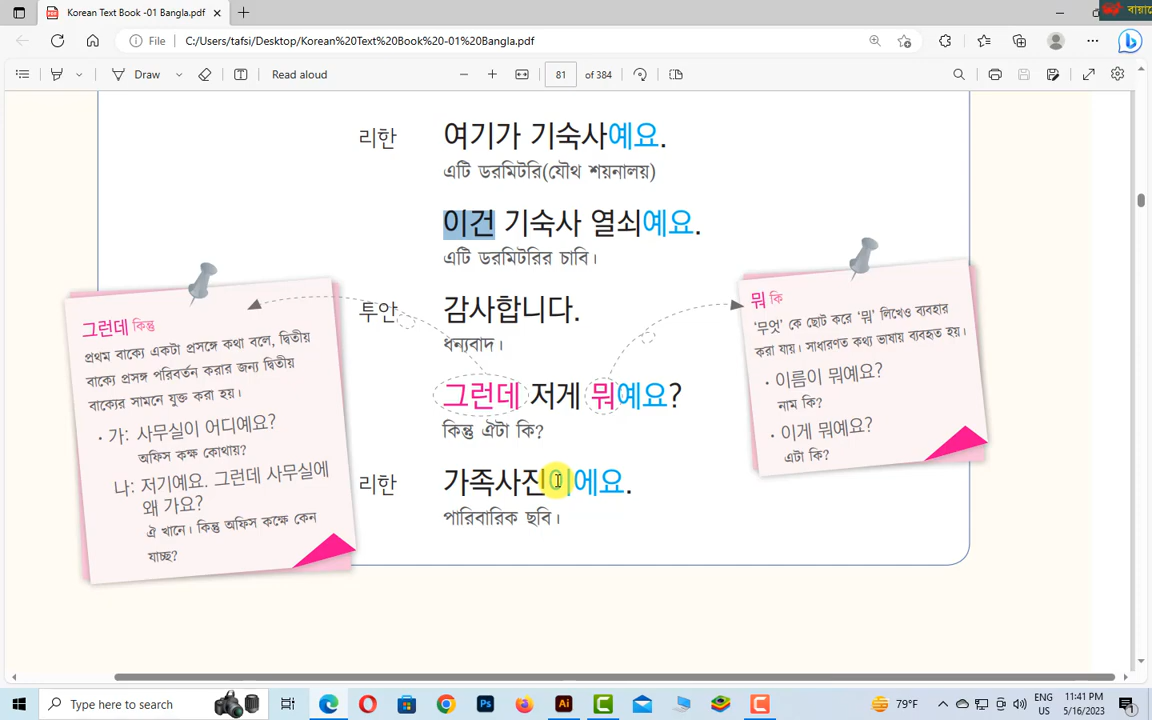 Korean Text Book -01 Bangla.pdf
File C:/Users/tafsi/Desktop/Korean%20Text%20Book%20-01%20Bangla.pdf
Draw Read aloud 81 of 384
리한 여기가 기숙사예요.
এটি ডরমিটরি(যৌথ শয়নালয়)
이건 기숙사 열쇠예요.
এটি ডরমিটরির চাবি।
투안 감사합니다.
ধন্যবাদ।
그런데 저게 뭐예요?
কিন্তু ঐটা কি?
리한 가족사진이에요.
পারিবারিক ছবি।
그런데 কিন্তু
প্রথম বাক্যে একটা প্রসঙ্গে কথা বলে, দ্বিতীয়
বাক্যে প্রসঙ্গ পরিবর্তন করার জন্য দ্বিতীয়
বাক্যের সামনে যুক্ত করা হয়।
· 가: 사무실이 어디예요?
অফিস কক্ষ কোথায়?
나: 저기예요. 그런데 사무실에
왜 가요?
ঐ খানে। কিন্তু অফিস কক্ষে কেন
যাচ্ছ?
뭐 কি
'무엇' কে ছোট করে '뭐' লিখেও ব্যবহার
করা যায়। সাধারণত কথ্য ভাষায় ব্যবহৃত হয়।
· 이름이 뭐예요?
নাম কি?
· 이게 뭐예요?
এটা কি?
Type here to search
79°F
ENG
US
11:41 PM
5/16/2023